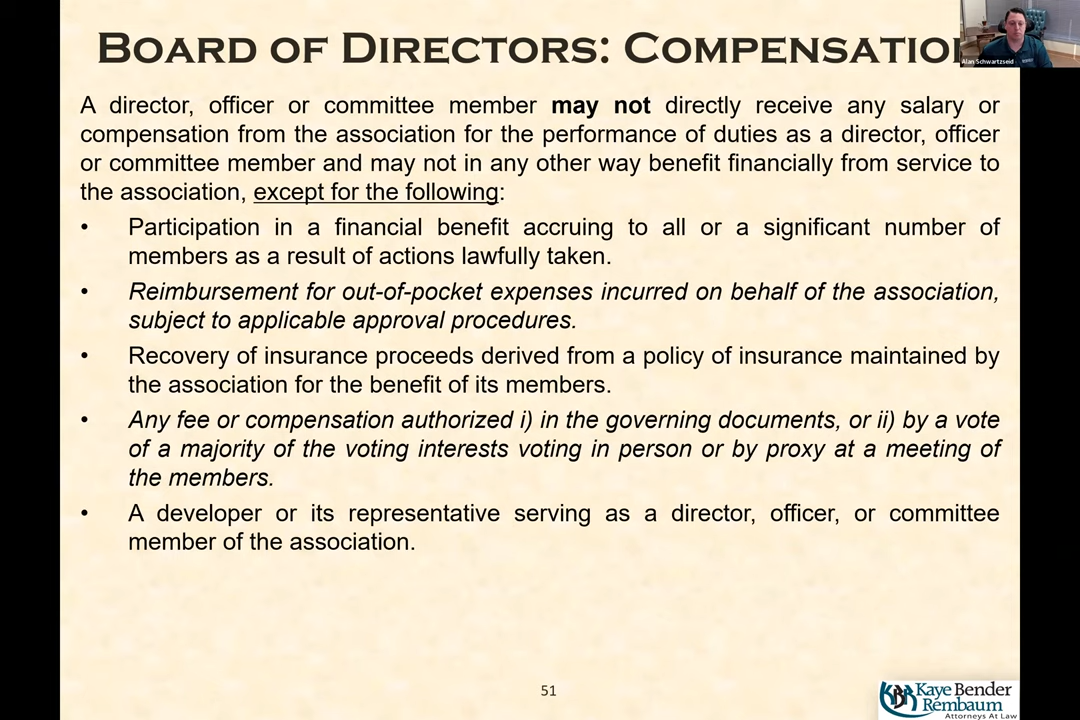 BOARD OF DIRECTORS: COMPENSATIO
Alan Schwartzseid
A director, officer or committee member may not directly receive any salary or
compensation from the association for the performance of duties as a director, officer
or committee member and may not in any other way benefit financially from service to
the association, except for the following:
• Participation in a financial benefit accruing to all or a significant number of
members as a result of actions lawfully taken.
• Reimbursement for out-of-pocket expenses incurred on behalf of the association,
subject to applicable approval procedures.
• Recovery of insurance proceeds derived from a policy of insurance maintained by
the association for the benefit of its members.
• Any fee or compensation authorized i) in the governing documents, or ii) by a vote
of a majority of the voting interests voting in person or by proxy at a meeting of
the members.
• A developer or its representative serving as a director, officer, or committee
member of the association.
51
KBR Kaye Bender
Rembaum
Attorneys At Law